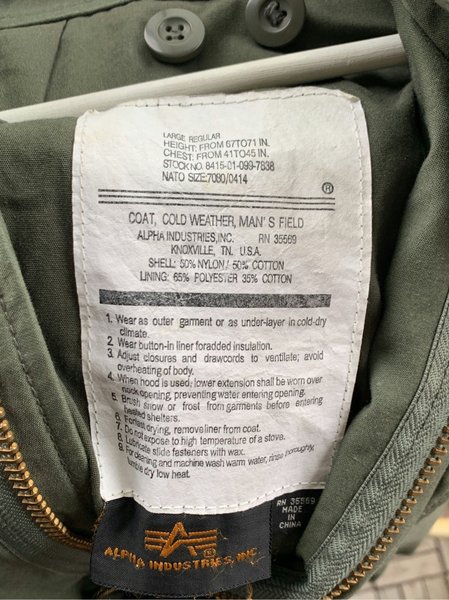 LARGE REGULAR
HEIGHT: FROM 67TO71 IN.
CHEST: FROM 41TO45 IN.
STOCK NO: 8415-01-099-7838
NATO SIZE:7080/0414
®
COAT, COLD WEATHER, MAN' S FIELD
ALPHA INDUSTRIES,INC. RN 35569
KNOXVILLE, TN. U.S.A.
SHELL: 50% NYLON / 50% COTTON
LINING: 65% POLYESTER 35% COTTON
1. Wear as outer garment or as under-layer in cold-dry
climate.
2. Wear button-in liner foradded insulation.
3. Adjust closures and drawcords to ventilate; avoid
overheating of body.
4. When hood is used, lower extension shall be worn over
neck opening, preventing water entering opening.
5. Brush snow or frost from garments before entering
heated shelters.
6. Forfast drying, remove liner from coat.
7. Do not expose to high temperature of a stove.
8. Lubricate slide fasteners with wax.
9. For cleaning and machine wash warm water, rinse thoroughly,
tumble dry low heat.
RN 35569
MADE
IN
CHINA
®
ALPHA INDUSTRIES, INC.